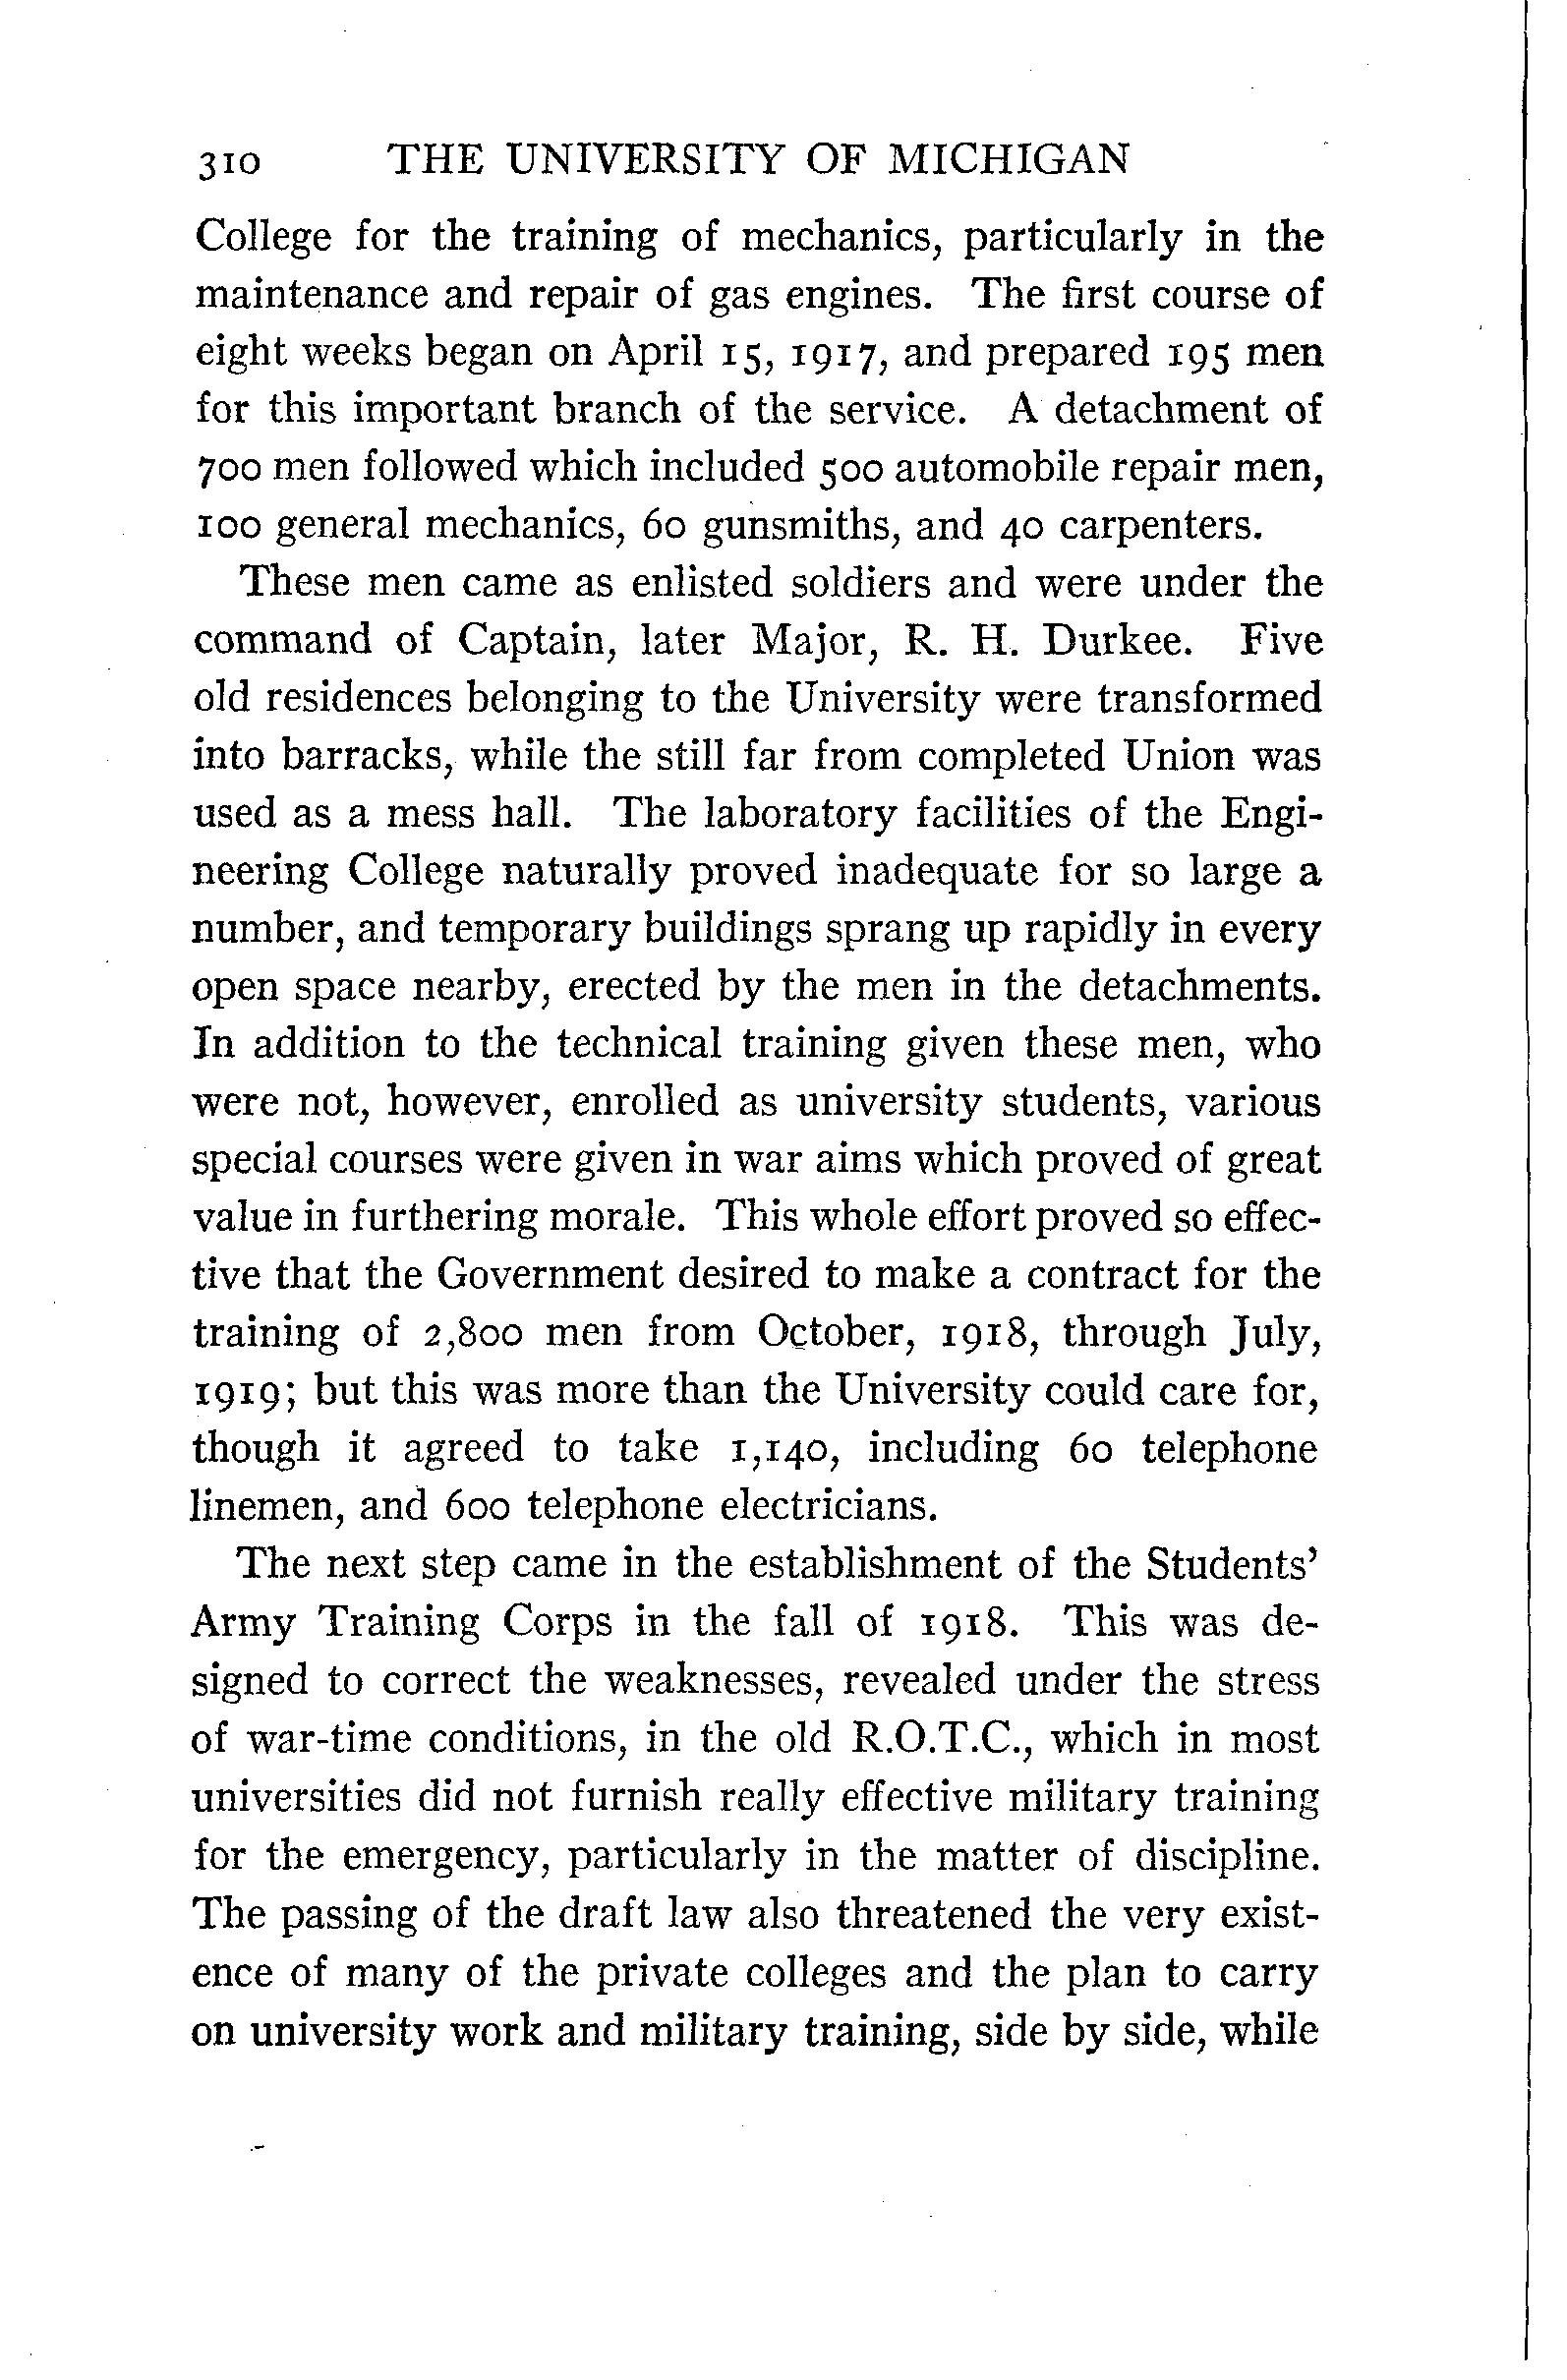 310 THE UNIVERSITY OF MICHIGAN
College for the training of mechanics, particularly in the
maintenance and repair of gas engines. The first course of
eight weeks began on April 15, 1917, and prepared 195 men
for this important branch of the service. A detachment of
700 men followed which included 500 automobile repair men,
100 general mechanics, 60 gunsmiths, and 40 carpenters.
These men came as enlisted soldiers and were under the
command of Captain, later Major, R. H. Durkee. Five
old residences belonging to the University were transformed
into barracks, while the still far from completed Union was
used as a mess hall. The laboratory facilities of the Engi-
neering College naturally proved inadequate for so large a
number, and temporary buildings sprang up rapidly in every
open space nearby, erected by the men in the detachments.
In addition to the technical training given these men, who
were not, however, enrolled as university students, various
special courses were given in war aims which proved of great
value in furthering morale. This whole effort proved so effec-
tive that the Government desired to make a contract for the
training of 2,800 men from October, 1918, through July,
1919; but this was more than the University could care for,
though it agreed to take 1,140, including 60 telephone
linemen, and 600 telephone electricians.
The next step came in the establishment of the Students'
Army Training Corps in the fall of 1918. This was de-
signed to correct the weaknesses, revealed under the stress
of war-time conditions, in the old R.O.T.C., which in most
universities did not furnish really effective military training
for the emergency, particularly in the matter of discipline.
The passing of the draft law also threatened the very exist-
ence of many of the private colleges and the plan to carry
on university work and military training, side by side, while